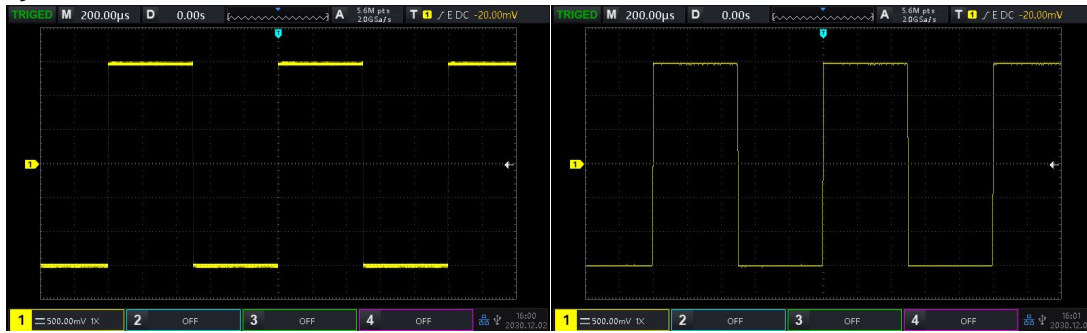 TRIGED M 200.00μs D 0.00s A 5.6M pts 2.0GSa/s T 1 E DC -20.00mV
T
1
1 500.00mV 1X 2 OFF 3 OFF 4 OFF 16:00 2030.12.02
TRIGED M 200.00μs D 0.00s A 5.6M pts 2.0GSa/s T 1 E DC -20.00mV
T
1
1 500.00mV 1X 2 OFF 3 OFF 4 OFF 16:01